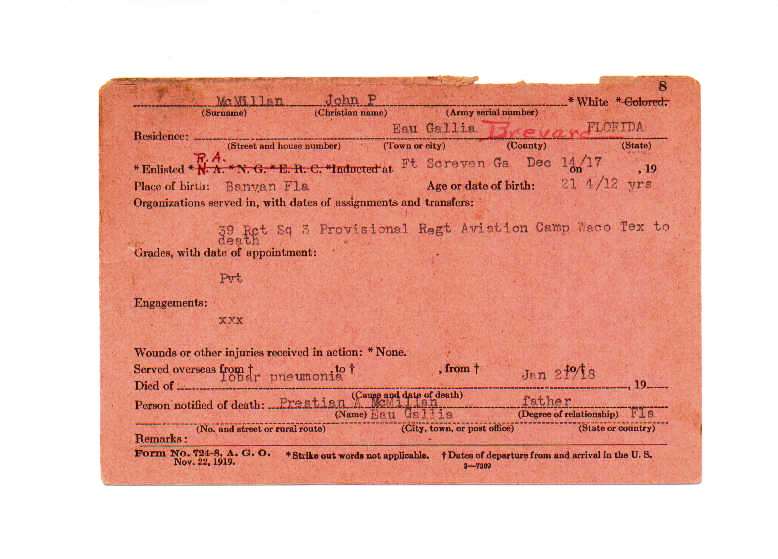 8
McMillan John P * White * Colored.
(Surname) (Christian name) (Army serial number)
Residence: Eau Gallia Brevard FLORIDA
(Street and house number) (Town or city) (County) (State)
R.A.
* Enlisted * N. A. * N. G. * E. R. C. * Inducted at Ft Screven Ga Dec 14/17 on , 19
Place of birth: Banyan Fla Age or date of birth: 21 4/12 yrs
Organizations served in, with dates of assignments and transfers:
39 Rct Sq 3 Provisional Regt Aviation Camp Waco Tex to
death
Grades, with date of appointment:
Pvt
Engagements:
xxx
Wounds or other injuries received in action: * None.
Served overseas from † to † , from † to †
Died of lobar pneumonia Jan 21/18 , 19
(Cause and date of death)
Person notified of death: Prestian A McMillan father
(Name) (Degree of relationship)
Eau Gallia Fla
(No. and street or rural route) (City, town, or post office) (State or country)
Remarks:
Form No. 724-8, A. G. O. * Strike out words not applicable. † Dates of departure from and arrival in the U. S.
Nov. 22, 1919. 3—7302